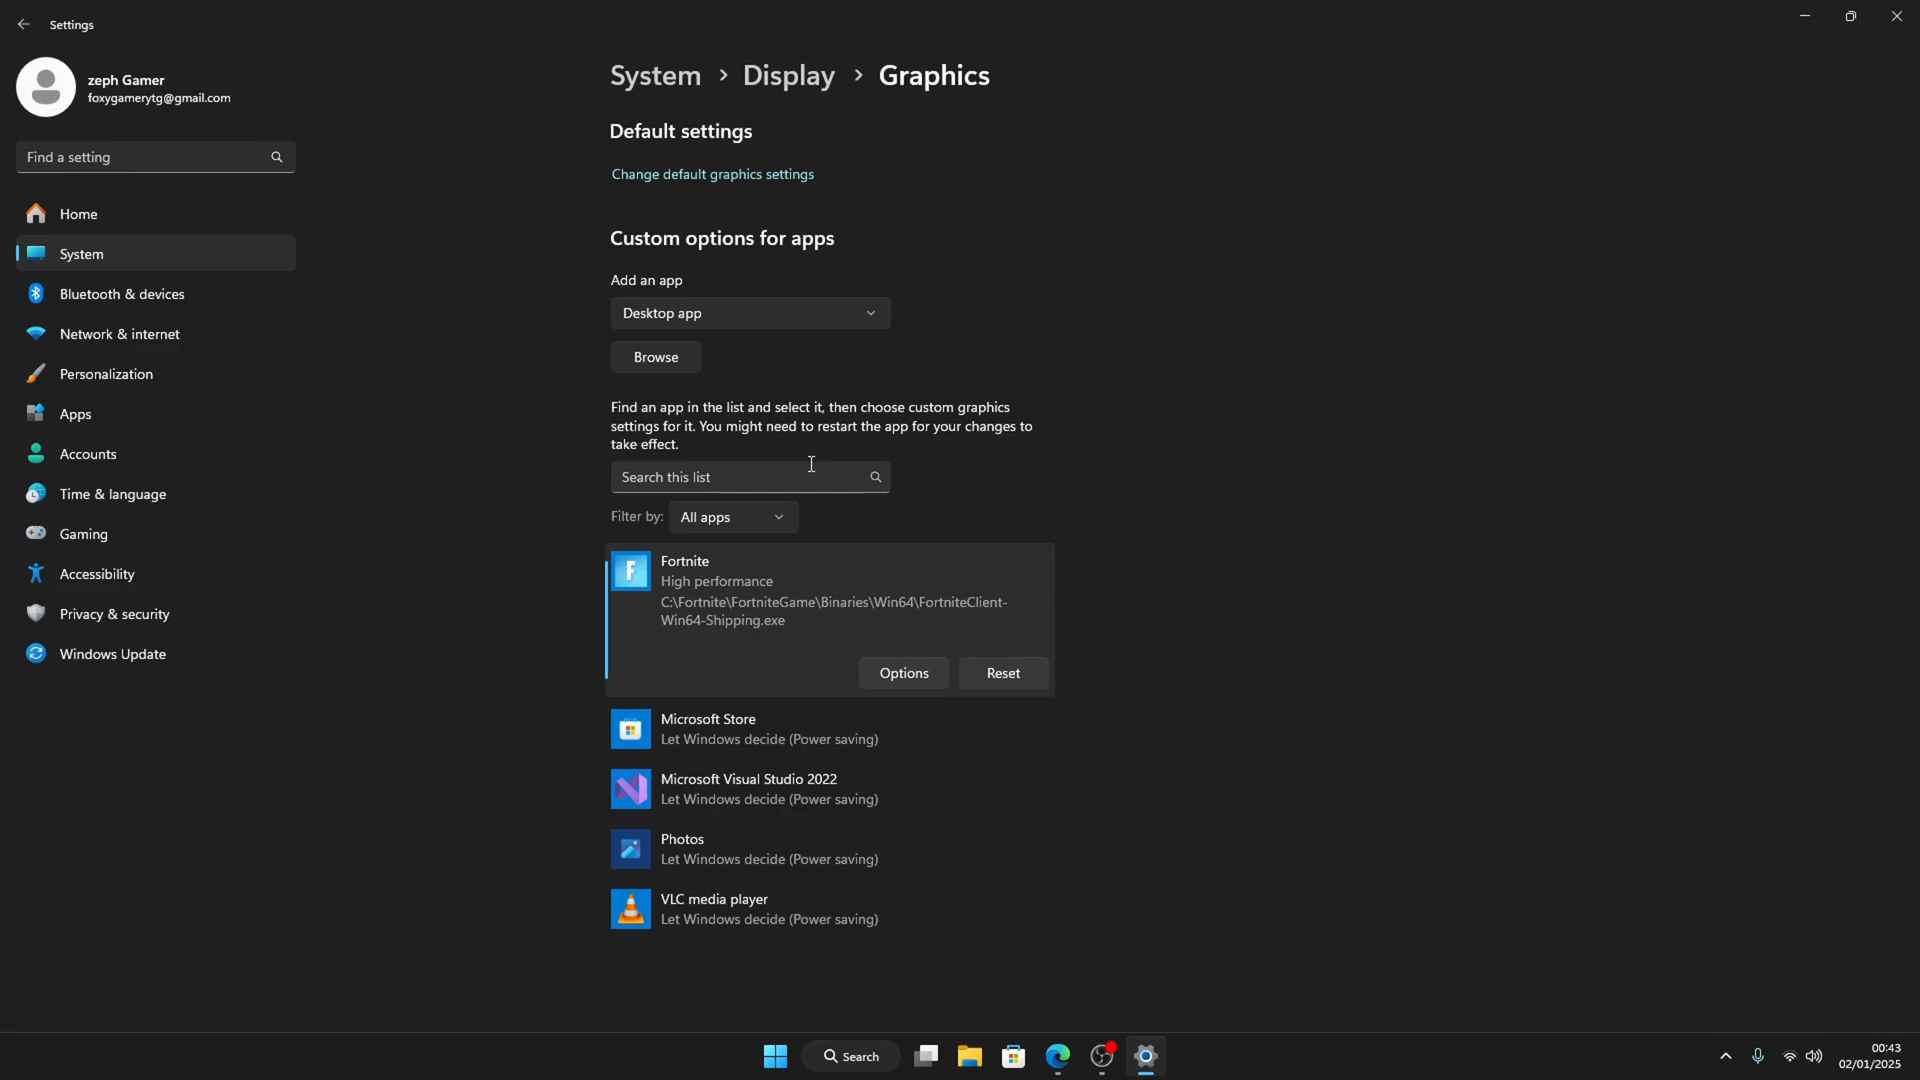 Settings
zeph Gamer
foxygamerytg@gmail.com
Find a setting
Home
System
Bluetooth & devices
Network & internet
Personalization
Apps
Accounts
Time & language
Gaming
Accessibility
Privacy & security
Windows Update
System > Display > Graphics
Default settings
Change default graphics settings
Custom options for apps
Add an app
Desktop app
Browse
Find an app in the list and select it, then choose custom graphics
settings for it. You might need to restart the app for your changes to
take effect.
Search this list
Filter by: All apps
F
Fortnite
High performance
C:\Fortnite\FortniteGame\Binaries\Win64\FortniteClient-
Win64-Shipping.exe
Options Reset
Microsoft Store
Let Windows decide (Power saving)
Microsoft Visual Studio 2022
Let Windows decide (Power saving)
Photos
Let Windows decide (Power saving)
VLC media player
Let Windows decide (Power saving)
Search
00:43
02/01/2025